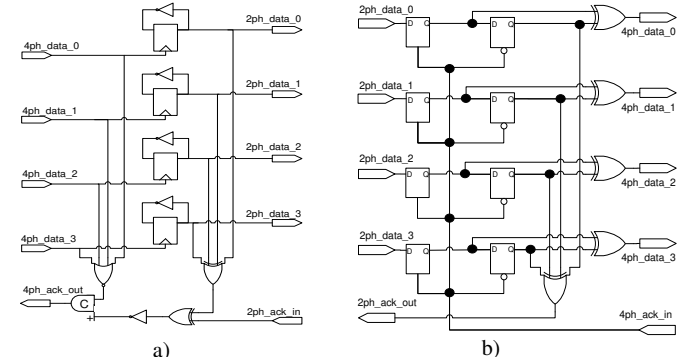 4ph_data_0
4ph_data_1
4ph_data_2
4ph_data_3
4ph_ack_out
C
+
2ph_data_0
2ph_data_1
2ph_data_2
2ph_data_3
2ph_ack_in
a)
2ph_data_0
D Q
D Q
4ph_data_0
2ph_data_1
D Q
D Q
4ph_data_1
2ph_data_2
D Q
D Q
4ph_data_2
2ph_data_3
D Q
D Q
4ph_data_3
2ph_ack_out
4ph_ack_in
b)